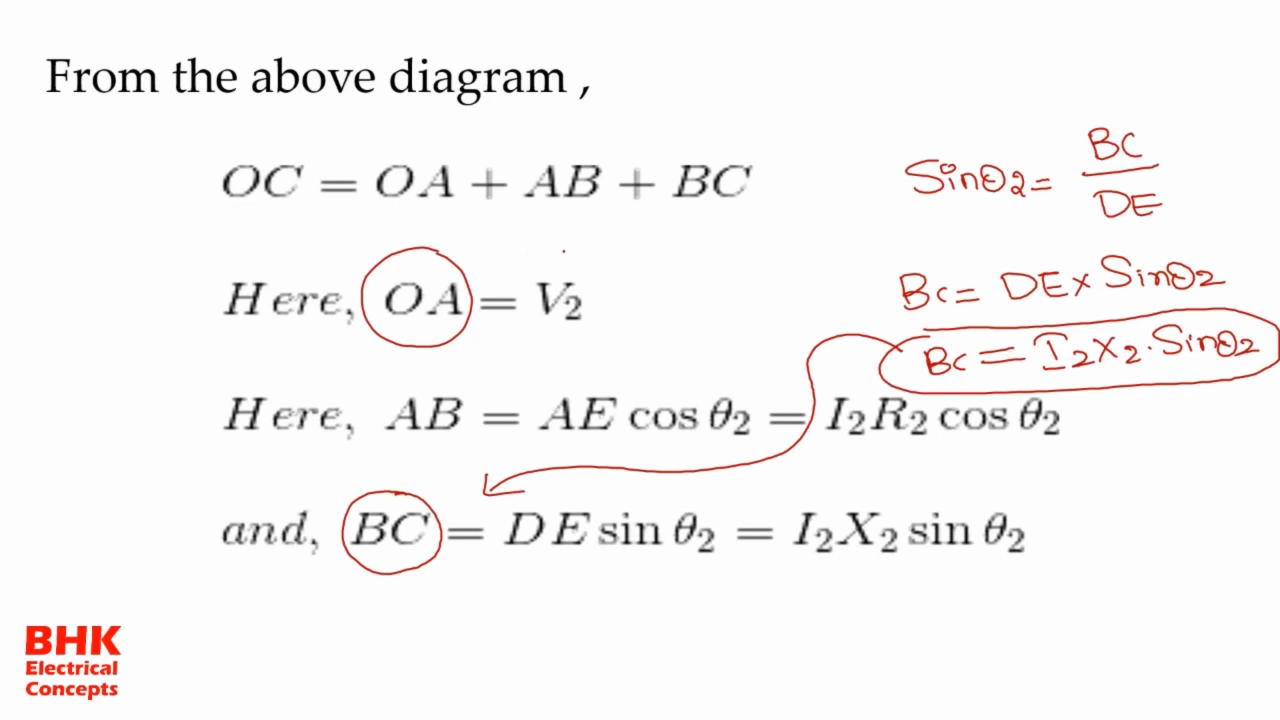 From the above diagram ,
OC = OA + AB + BC
Sinθ2 = BC / DE
Here, OA = V₂
BC = DE x Sinθ2
BC = I2X2 . Sinθ2
Here, AB = AE cos θ₂ = I₂R₂ cos θ₂
and, BC = DE sin θ₂ = I₂X₂ sin θ₂
BHK
Electrical
Concepts